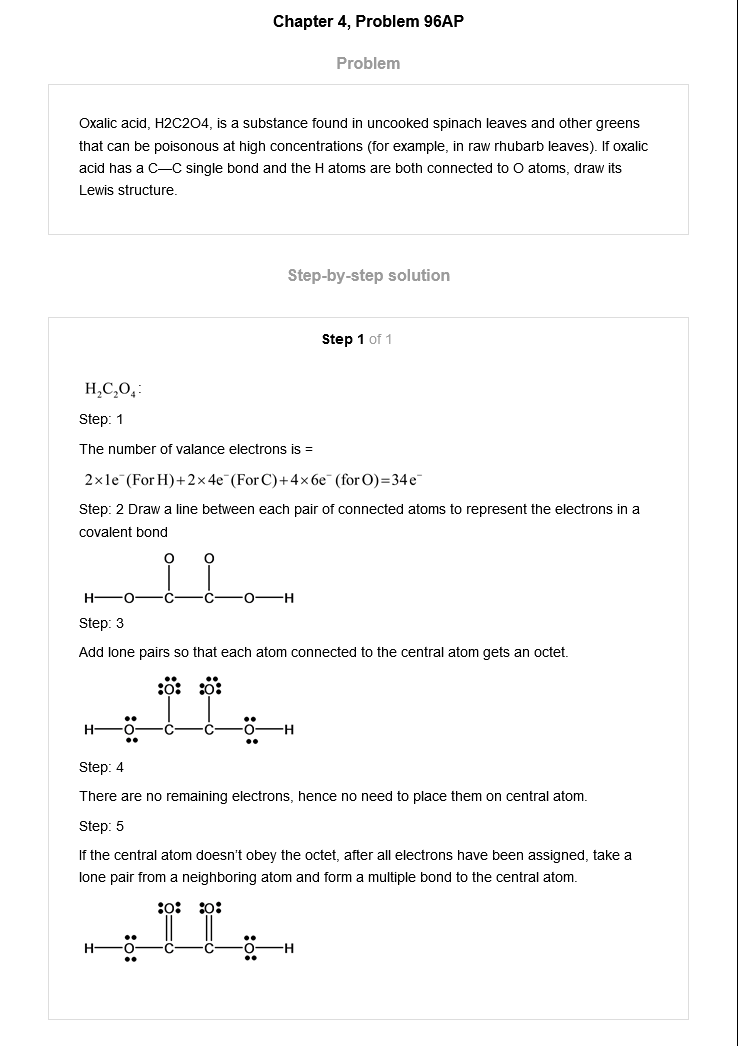 Chapter 4, Problem 96AP
Problem
Oxalic acid, H2C2O4, is a substance found in uncooked spinach leaves and other greens
that can be poisonous at high concentrations (for example, in raw rhubarb leaves). If oxalic
acid has a C—C single bond and the H atoms are both connected to O atoms, draw its
Lewis structure.
Step-by-step solution
Step 1 of 1
H₂C₂O₄:
Step: 1
The number of valance electrons is =
2×1e⁻(For H)+2×4e⁻(For C)+4×6e⁻(for O)=34e⁻
Step: 2 Draw a line between each pair of connected atoms to represent the electrons in a
covalent bond
O O
H—O—C—C—O—H
Step: 3
Add lone pairs so that each atom connected to the central atom gets an octet.
O O
H—O—C—C—O—H
Step: 4
There are no remaining electrons, hence no need to place them on central atom.
Step: 5
If the central atom doesn't obey the octet, after all electrons have been assigned, take a
lone pair from a neighboring atom and form a multiple bond to the central atom.
:O: :O:
H—O—C—C—O—H